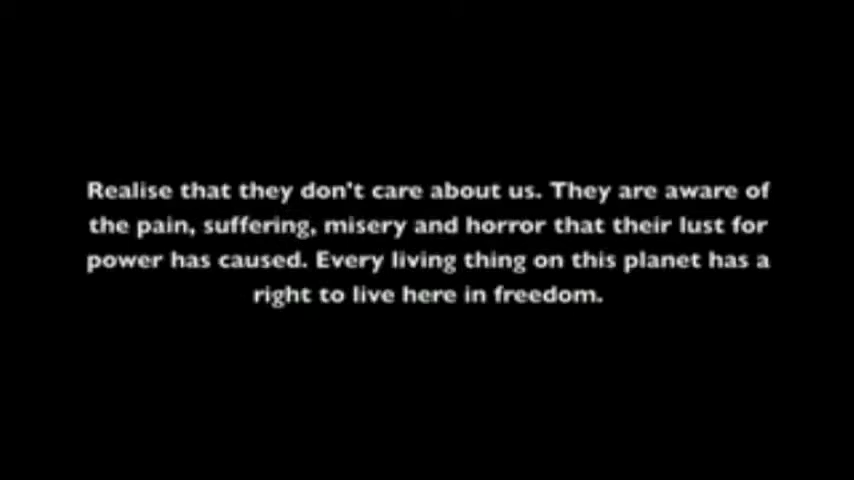 Realise that they don't care about us. They are aware of
the pain, suffering, misery and horror that their lust for
power has caused. Every living thing on this planet has a
right to live here in freedom.